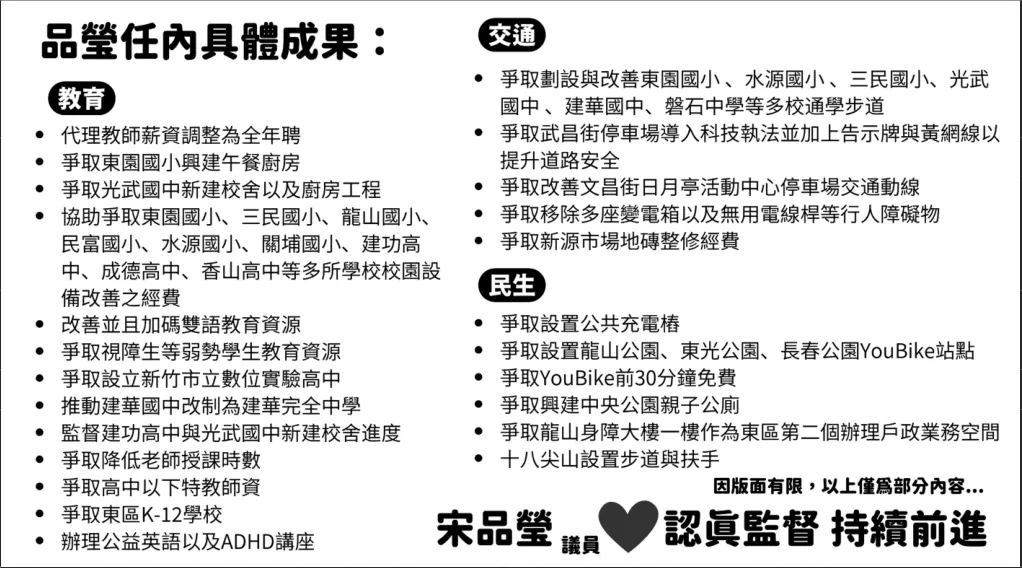 品瑩任內具體成果：
教育
• 代理教師薪資調整為全年聘
• 爭取東園國小興建午餐廚房
• 爭取光武國中新建校舍以及廚房工程
• 協助爭取東園國小、三民國小、龍山國小、
民富國小、水源國小、關埔國小、建功高
中、成德高中、香山高中等多所學校校園設
備改善之經費
• 改善並且加碼雙語教育資源
• 爭取視障生等弱勢學生教育資源
• 爭取設立新竹市立數位實驗高中
• 推動建華國中改制為建華完全中學
• 監督建功高中與光武國中新建校舍進度
• 爭取降低老師授課時數
• 爭取高中以下特教師資
• 爭取東區K-12學校
• 辦理公益英語以及ADHD講座
交通
• 爭取劃設與改善東園國小、水源國小、三民國小、光武
國中、建華國中、磐石中學等多校通學步道
• 爭取武昌街停車場導入科技執法並加上告示牌與黃網線以
提升道路安全
• 爭取改善文昌街日月亭活動中心停車場交通動線
• 爭取移除多座變電箱以及無用電線桿等行人障礙物
• 爭取新源市場地磚整修經費
民生
• 爭取設置公共充電樁
• 爭取設置龍山公園、東光公園、長春公園YouBike站點
• 爭取YouBike前30分鐘免費
• 爭取興建中央公園親子公廁
• 爭取龍山身障大樓一樓作為東區第二個辦理戶政業務空間
• 十八尖山設置步道與扶手
因版面有限，以上僅為部分內容...
宋品瑩 議員 認真監督 持續前進